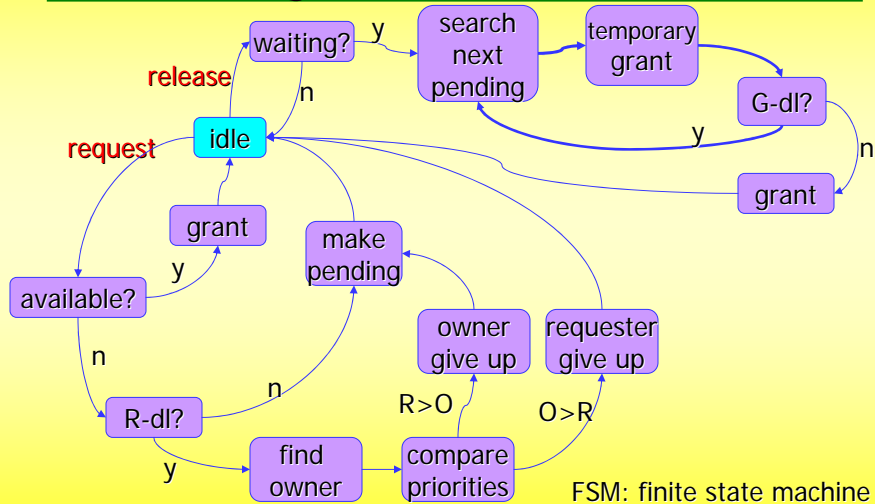 waiting?
y
search
next
pending
temporary
grant
release
n
G-dl?
idle
y
n
request
grant
grant
make
pending
y
available?
owner
give up
requester
give up
n
n
R>O
O>R
R-dl?
y
find
owner
compare
priorities
FSM: finite state machine